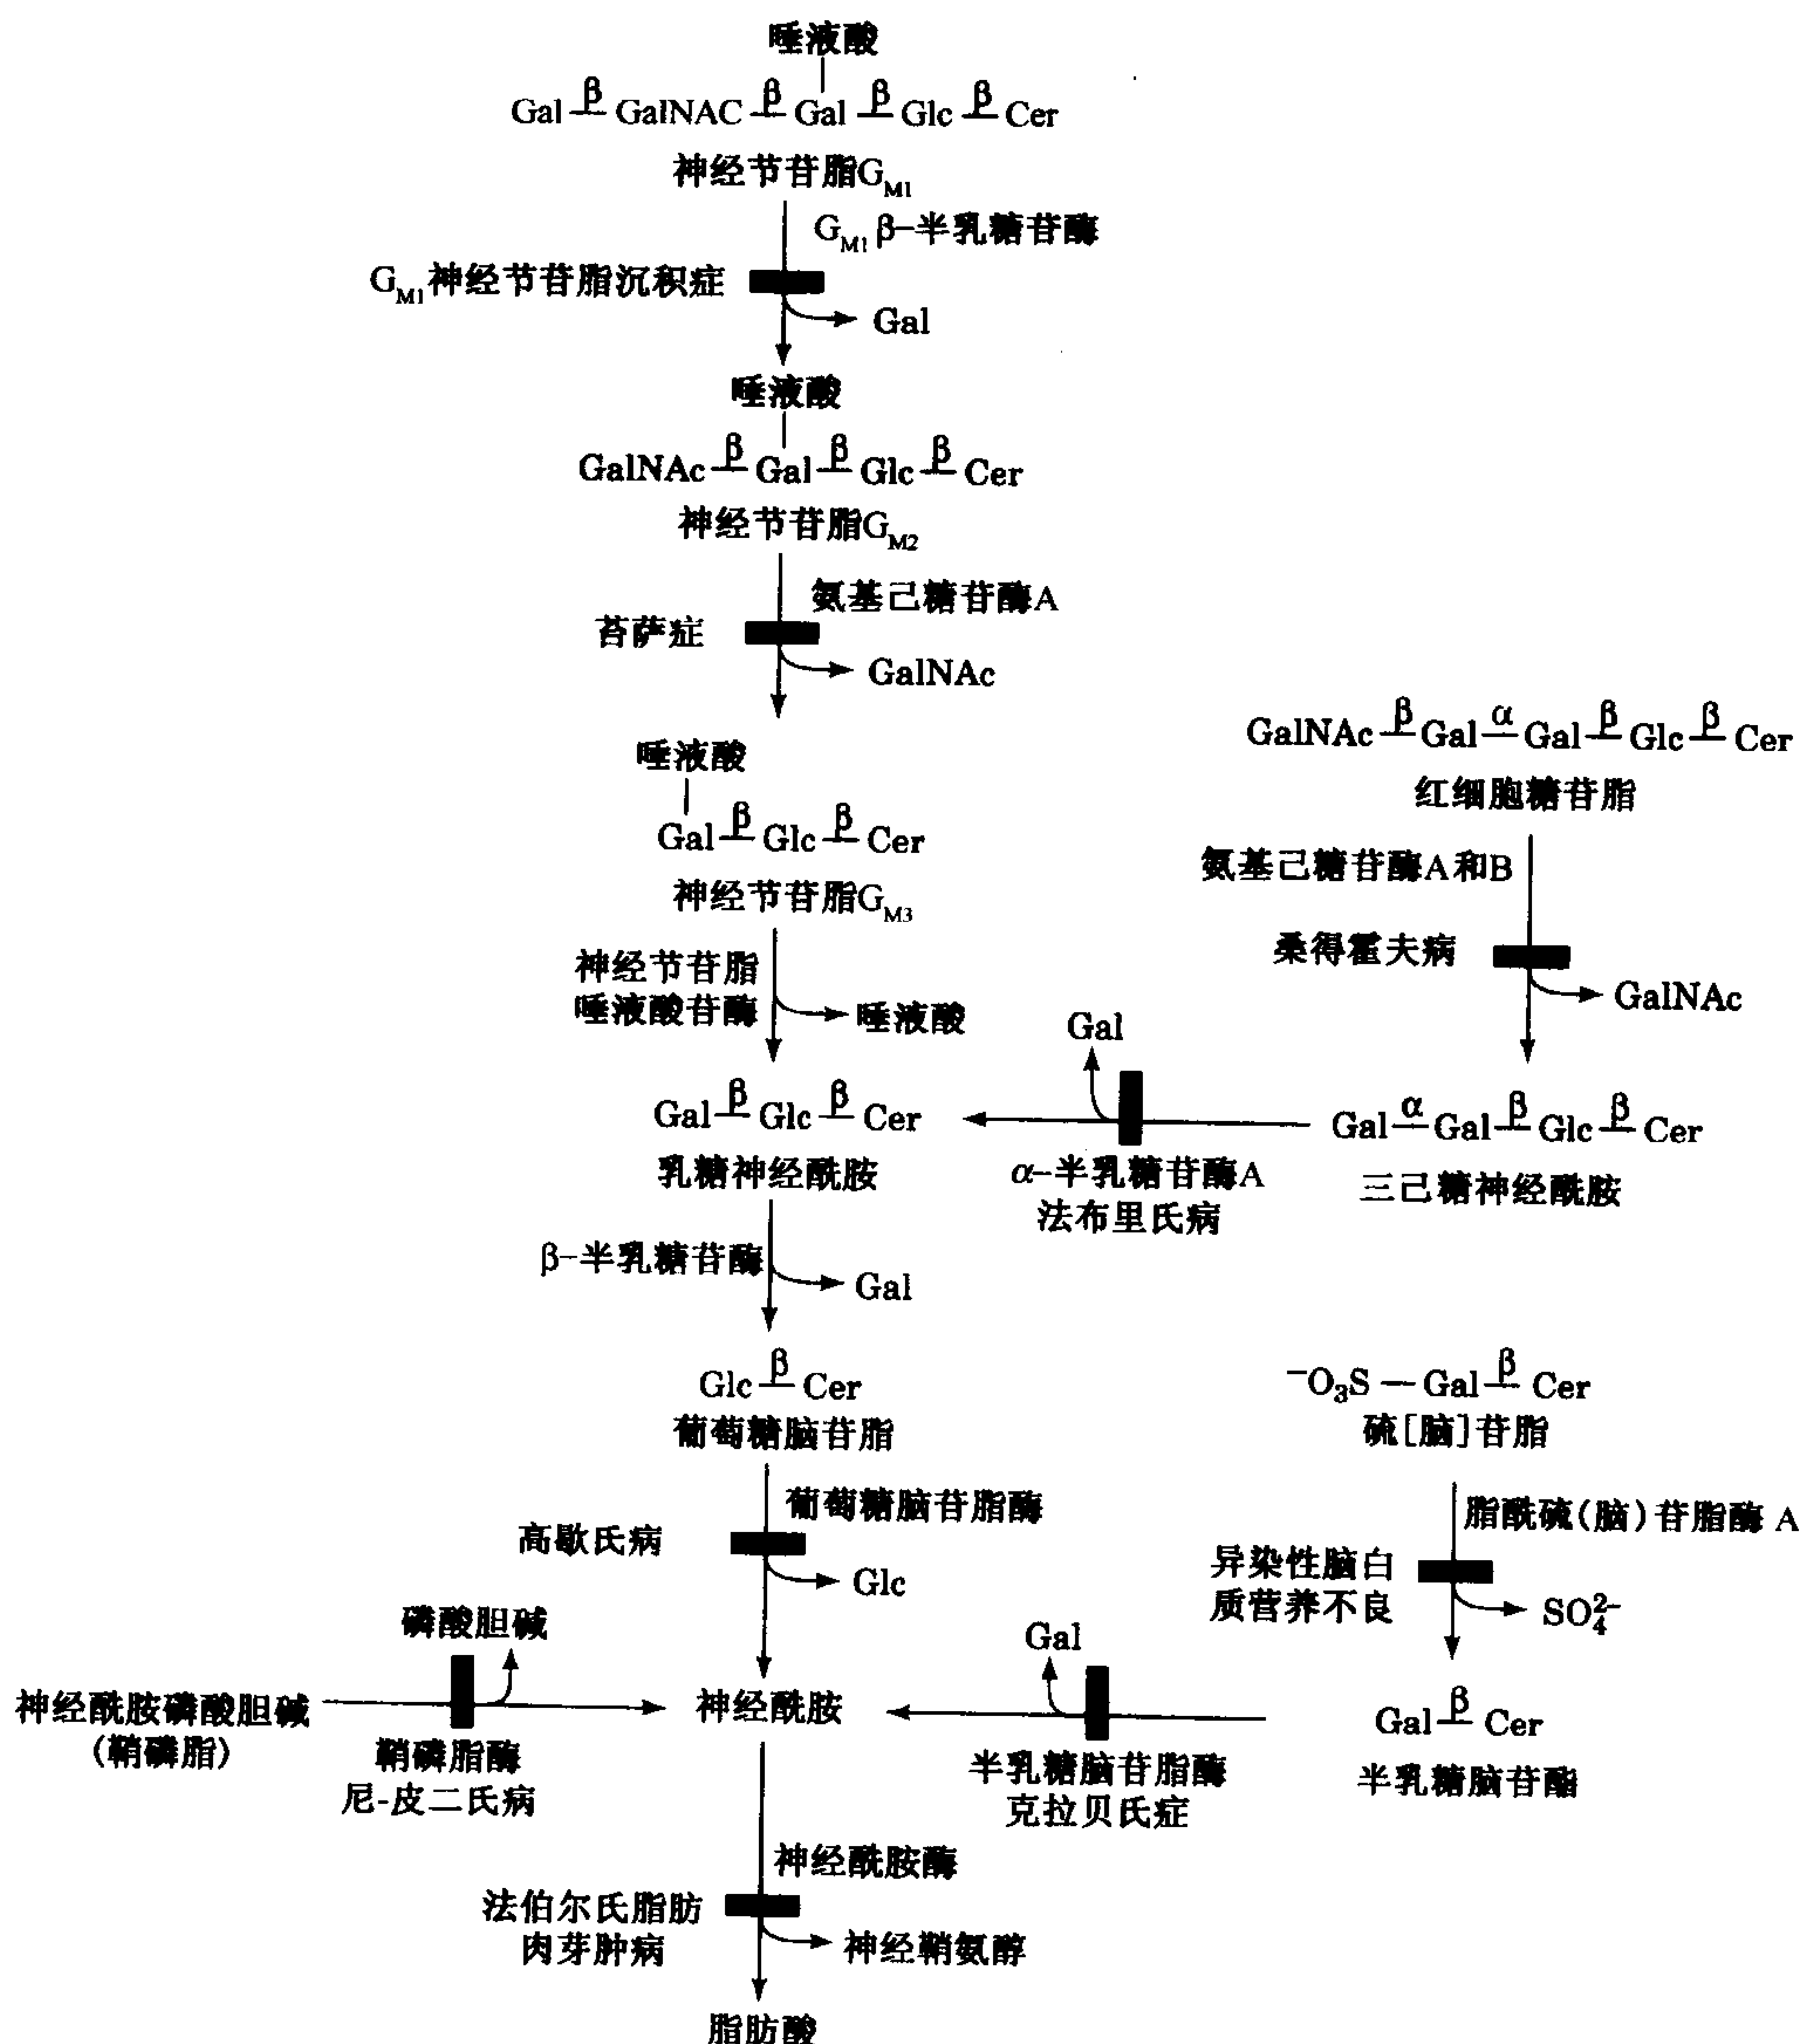 唾液酸
Gal β GalNAC β Gal β Glc β Cer
神经节苷脂G_M1
G_M1 β-半乳糖苷酶
G_M1神经节苷脂沉积症
Gal
唾液酸
GalNAc β Gal β Glc β Cer
神经节苷脂G_M2
氨基己糖苷酶A
苔萨症
GalNAc
唾液酸
Gal β Glc β Cer
神经节苷脂G_M3
神经节苷脂
唾液酸苷酶
唾液酸
GalNAc β Gal α Gal β Glc β Cer
红细胞糖苷脂
氨基己糖苷酶A和B
桑得霍夫病
GalNAc
Gal α Gal β Glc β Cer
三己糖神经酰胺
Gal
α-半乳糖苷酶A
法布里氏病
Gal β Glc β Cer
乳糖神经酰胺
β-半乳糖苷酶
Gal
Glc β Cer
葡萄糖脑苷脂
葡萄糖脑苷脂酶
高歇氏病
Glc
⁻O₃S — Gal β Cer
硫[脑]苷脂
脂酰硫(脑)苷脂酶 A
异染性脑白
质营养不良
SO₄²⁻
Gal β Cer
半乳糖脑苷酯
Gal
半乳糖脑苷脂酶
克拉贝氏症
磷酸胆碱
神经酰胺磷酸胆碱
(鞘磷脂)
鞘磷脂酶
尼-皮二氏病
神经酰胺
神经酰胺酶
法伯尔氏脂肪
肉芽肿病
神经鞘氨醇
脂肪酸